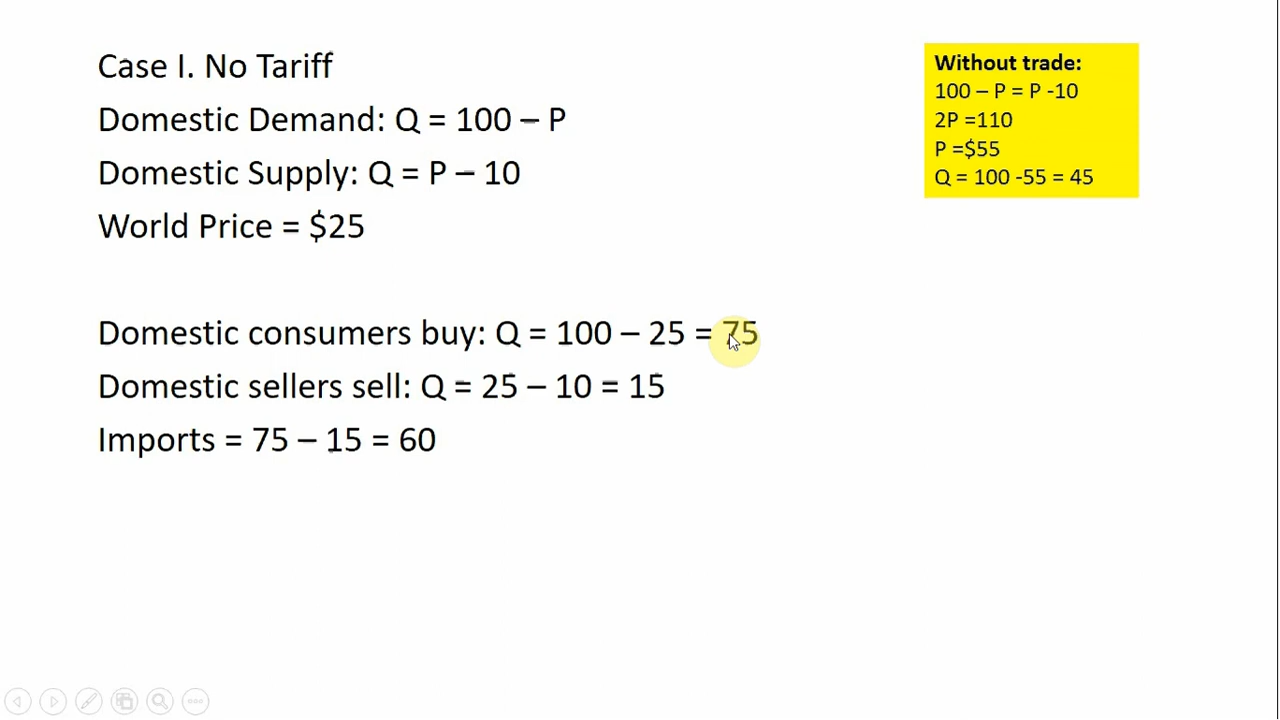 Case I. No Tariff
Domestic Demand: Q = 100 – P
Domestic Supply: Q = P – 10
World Price = $25
Domestic consumers buy: Q = 100 – 25 = 75
Domestic sellers sell: Q = 25 – 10 = 15
Imports = 75 – 15 = 60
Without trade:
100 – P = P -10
2P =110
P =$55
Q = 100 -55 = 45